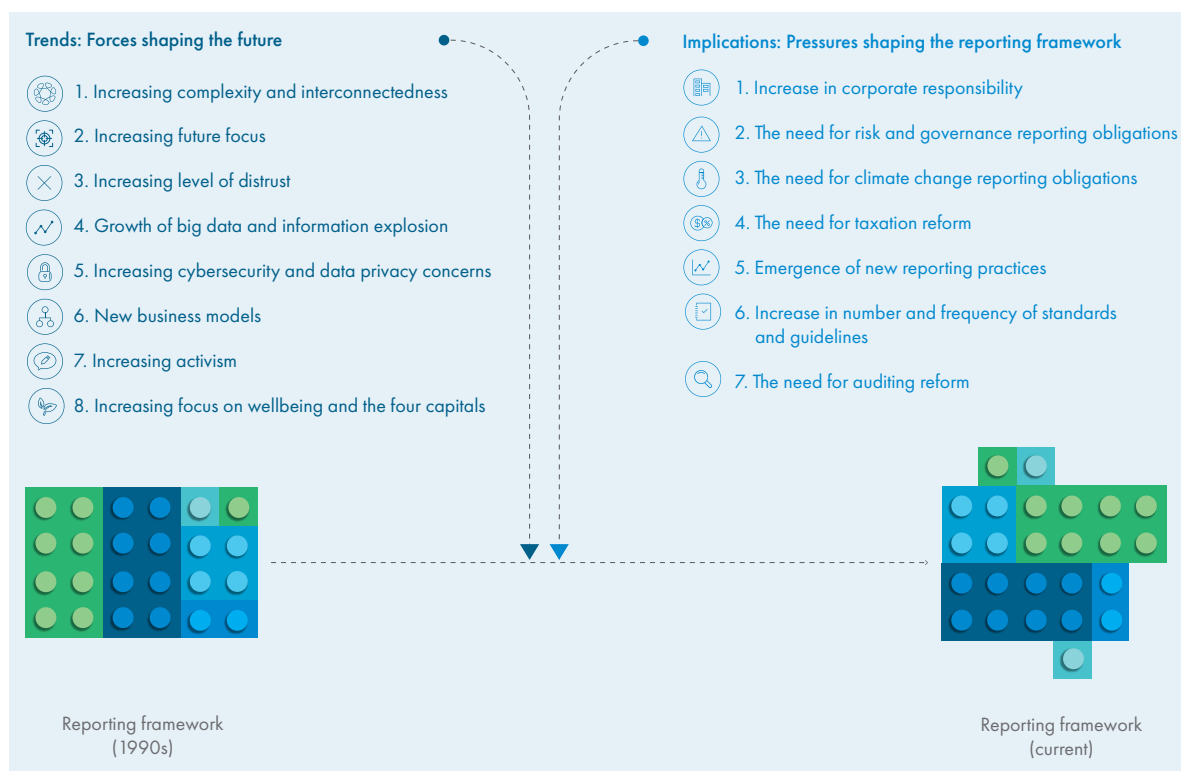 Trends: Forces shaping the future
1. Increasing complexity and interconnectedness
2. Increasing future focus
3. Increasing level of distrust
4. Growth of big data and information explosion
5. Increasing cybersecurity and data privacy concerns
6. New business models
7. Increasing activism
8. Increasing focus on wellbeing and the four capitals
Implications: Pressures shaping the reporting framework
1. Increase in corporate responsibility
2. The need for risk and governance reporting obligations
3. The need for climate change reporting obligations
4. The need for taxation reform
5. Emergence of new reporting practices
6. Increase in number and frequency of standards
and guidelines
7. The need for auditing reform
Reporting framework
(1990s)
Reporting framework
(current)